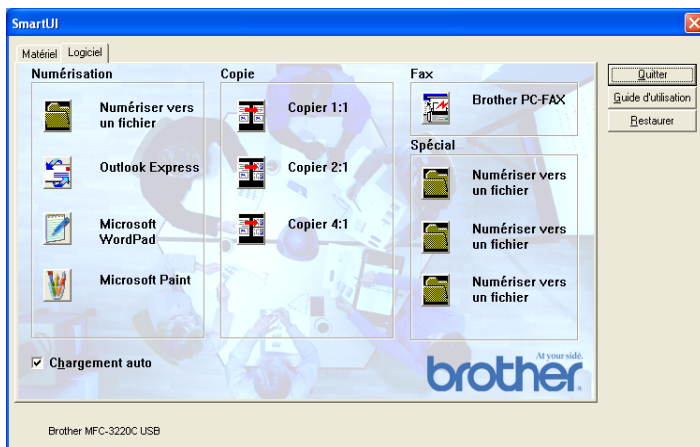 SmartUI
Matériel
Logiciel
Numérisation
Numériser vers
un fichier
Outlook Express
Microsoft
WordPad
Microsoft Paint
Copie
Copier 1:1
Copier 2:1
Copier 4:1
Fax
Brother PC-FAX
Spécial
Numériser vers
un fichier
Numériser vers
un fichier
Numériser vers
un fichier
Quitter
Guide d'utilisation
Restaurer
Chargement auto
At your side.
brother
Brother MFC-3220C USB